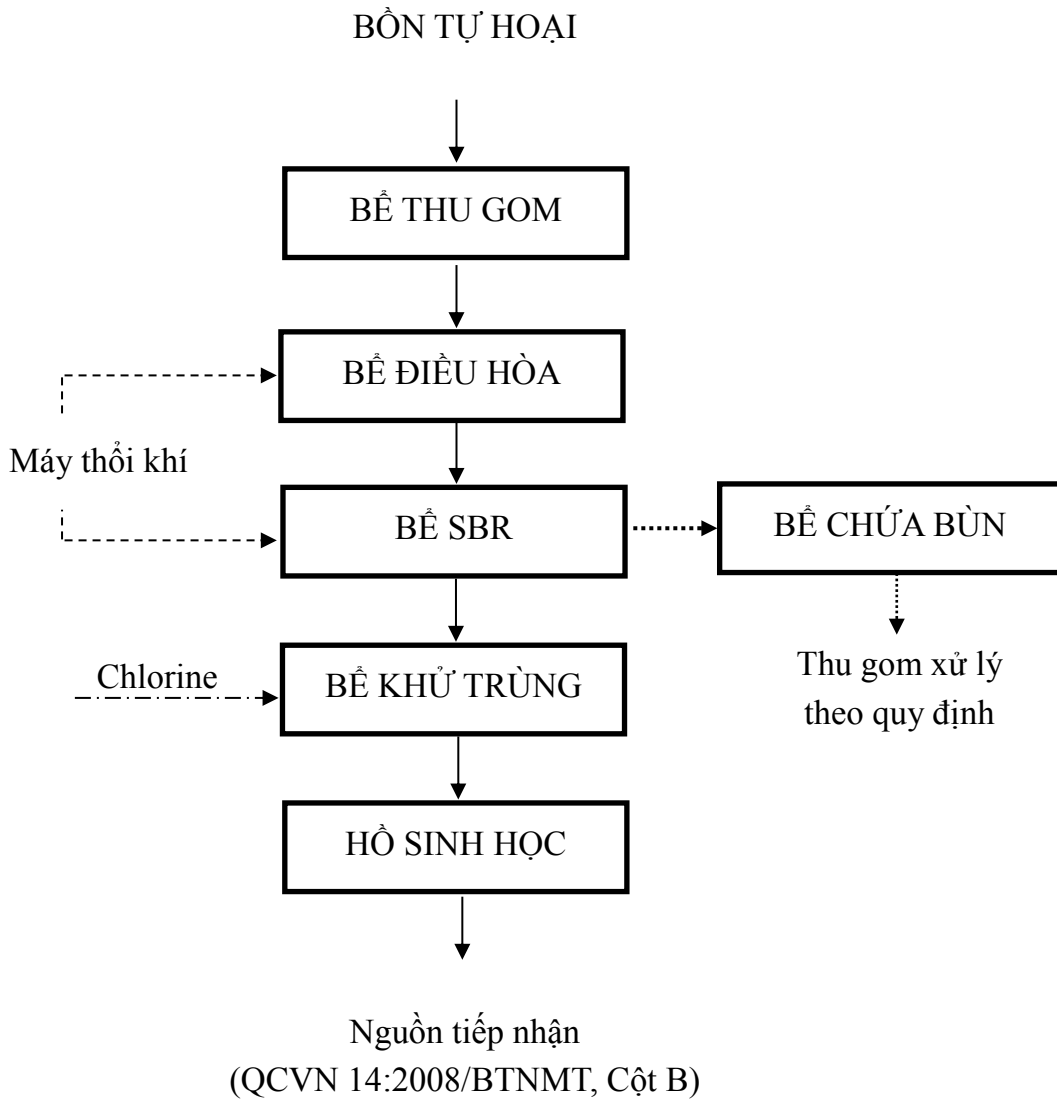 BỒN TỰ HOẠI
BỂ THU GOM
BỂ ĐIỀU HÒA
Máy thổi khí
BỂ SBR
BỂ CHỨA BÙN
Chlorine
BỂ KHỬ TRÙNG
Thu gom xử lý
theo quy định
HỒ SINH HỌC
Nguồn tiếp nhận
(QCVN 14:2008/BTNMT, Cột B)